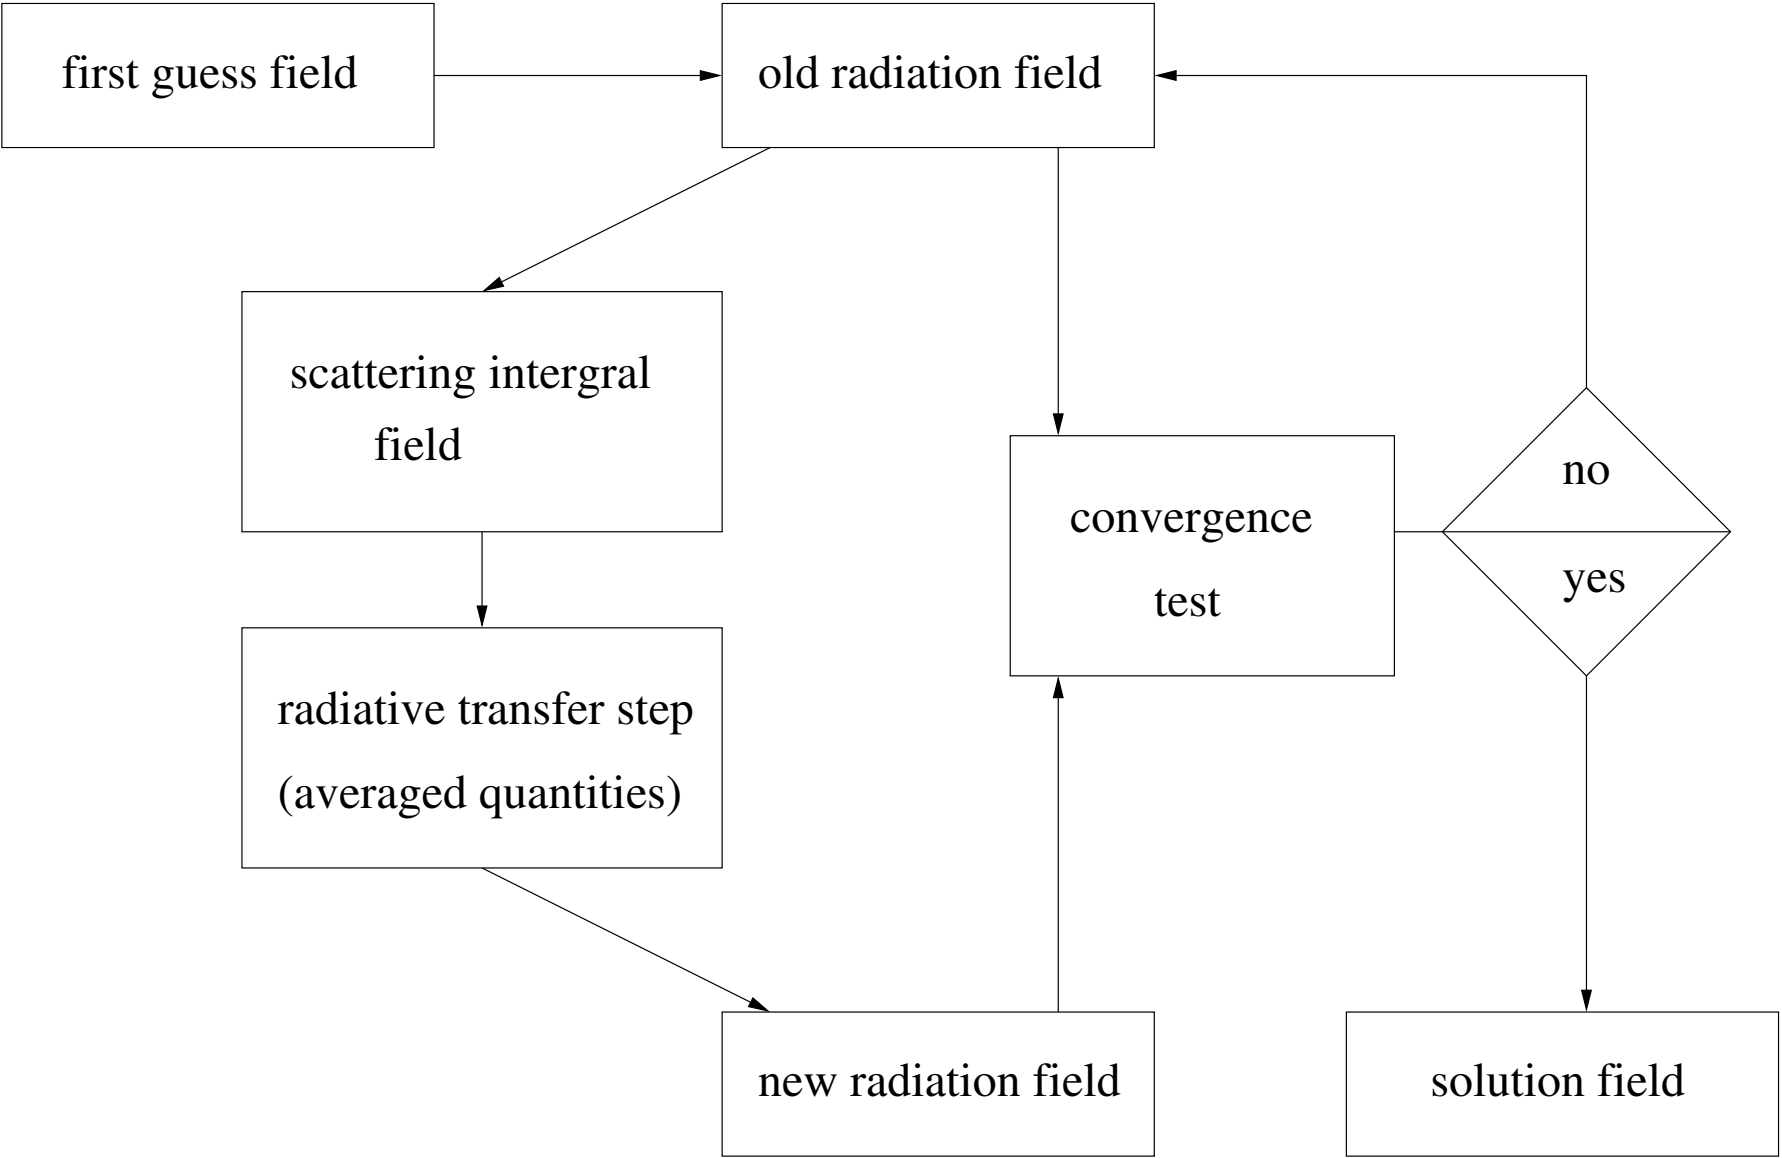 first guess field
old radiation field
scattering intergral
field
no
convergence
yes
test
radiative transfer step
(averaged quantities)
new radiation field
solution field